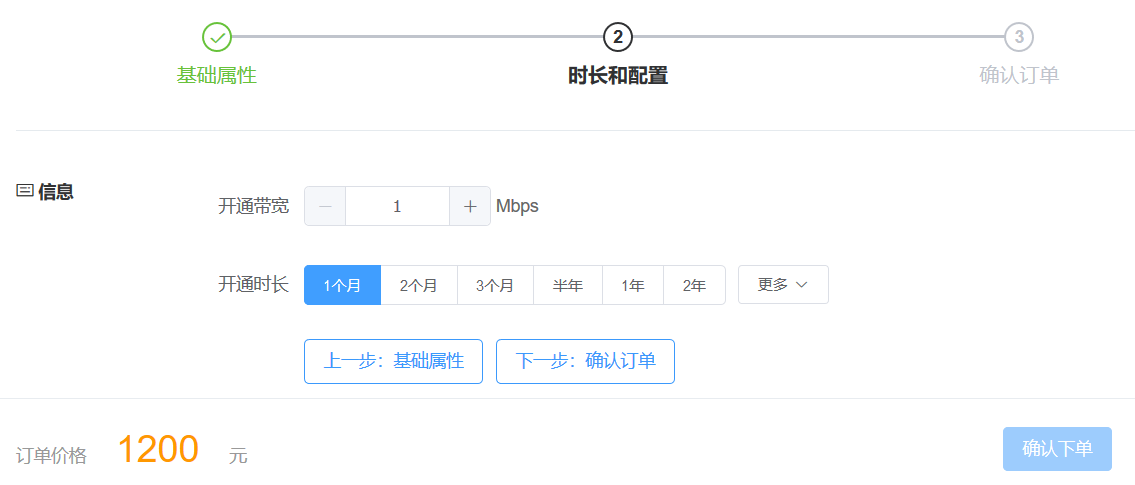 2 3
基础属性 时长和配置 确认订单
信息
开通带宽 1 Mbps
开通时长 1个月 2个月 3个月 半年 1年 2年 更多
上一步：基础属性 下一步：确认订单
订单价格 1200 元 确认下单